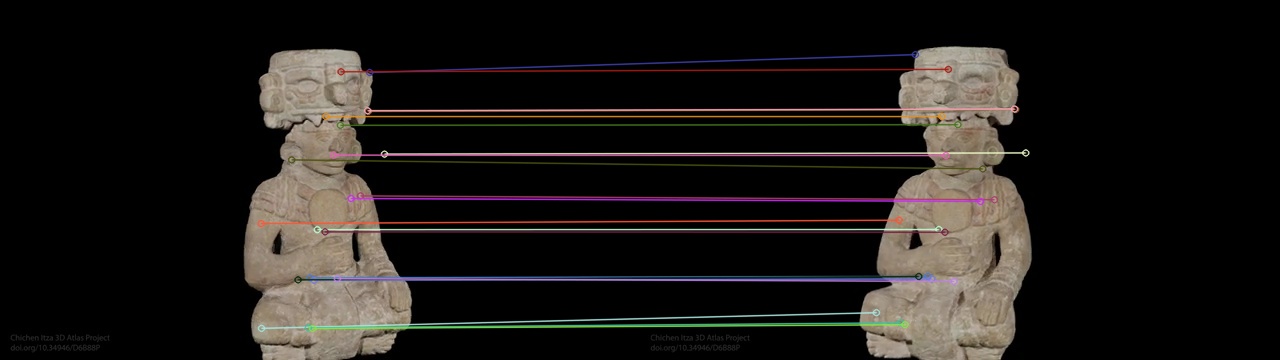 Chichen Itza 3D Atlas Project
doi.org/10.34946/D6B88P
Chichen Itza 3D Atlas Project
doi.org/10.34946/D6B88P